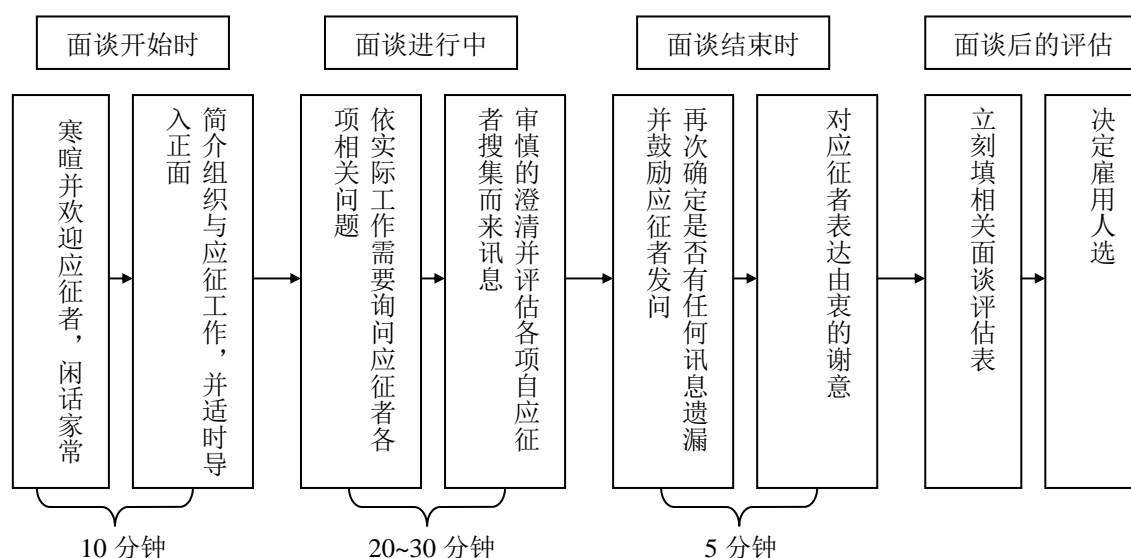 面谈开始时
面谈进行中
面谈结束时
面谈后的评估
寒暄并欢迎应征者，闲话家常
简介组织与应征工作，并适时导
入正面
依实际工作需要询问应征者各
项相关问题
审慎的澄清并评估各项自应征
者搜集而来讯息
再次确定是否有任何讯息遗漏
并鼓励应征者发问
对应征者表达由衷的谢意
立刻填相关面谈评估表
决定雇用人选
10 分钟
20~30 分钟
5 分钟